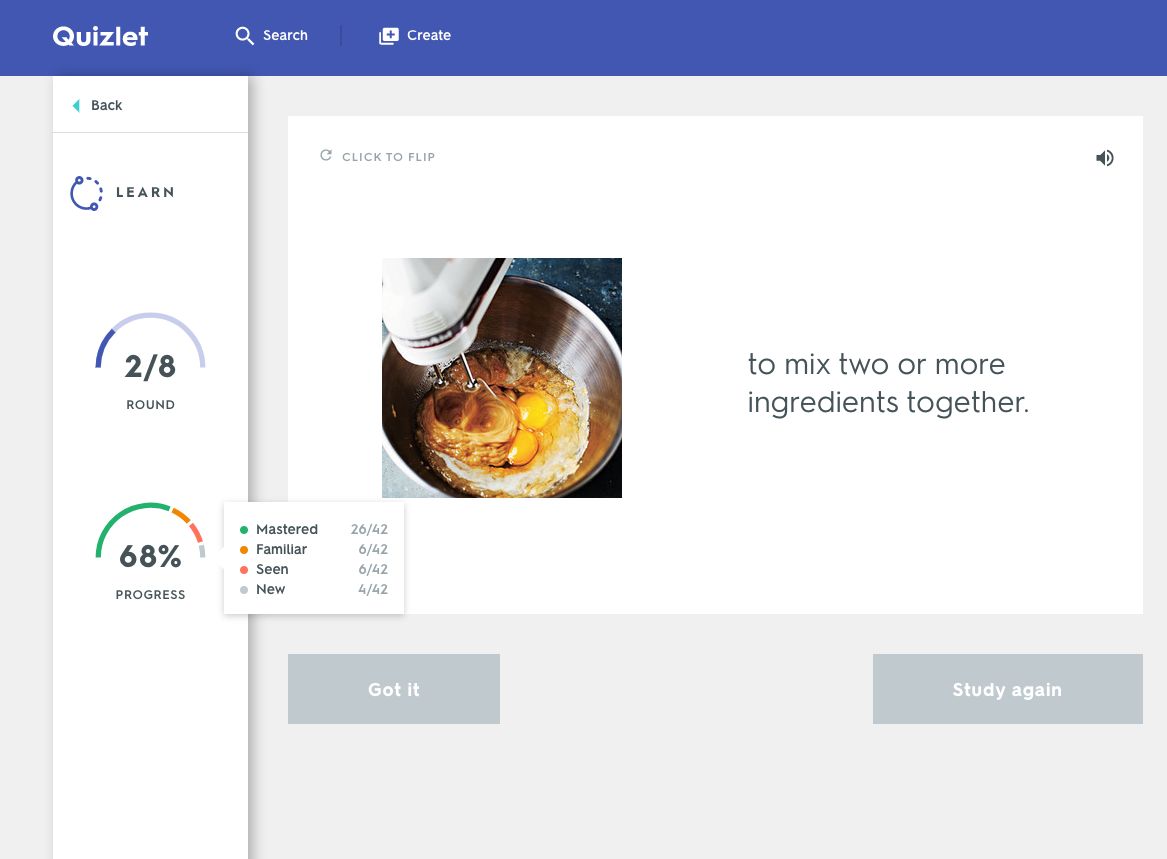 Quizlet
Search
Create
Back
LEARN
2/8
ROUND
68%
PROGRESS
Mastered 26/42
Familiar 6/42
Seen 6/42
New 4/42
CLICK TO FLIP
to mix two or more
ingredients together.
Got it
Study again